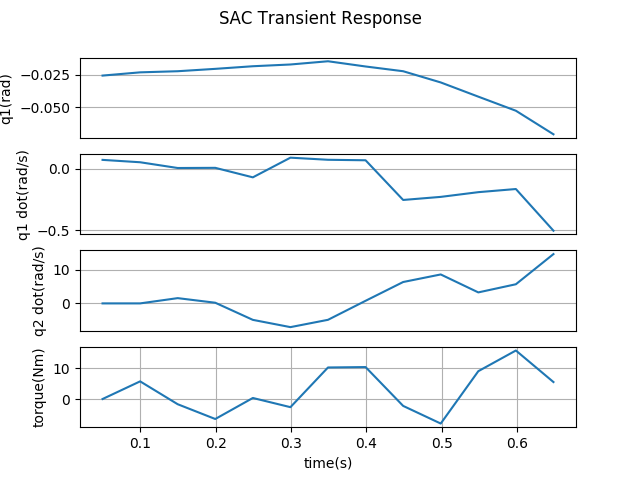 SAC Transient Response
q1(rad)
−0.025
−0.050
q1 dot(rad/s)
0.0
−0.5
q2 dot(rad/s)
10
0
torque(Nm)
10
0
0.1 0.2 0.3 0.4 0.5 0.6
time(s)